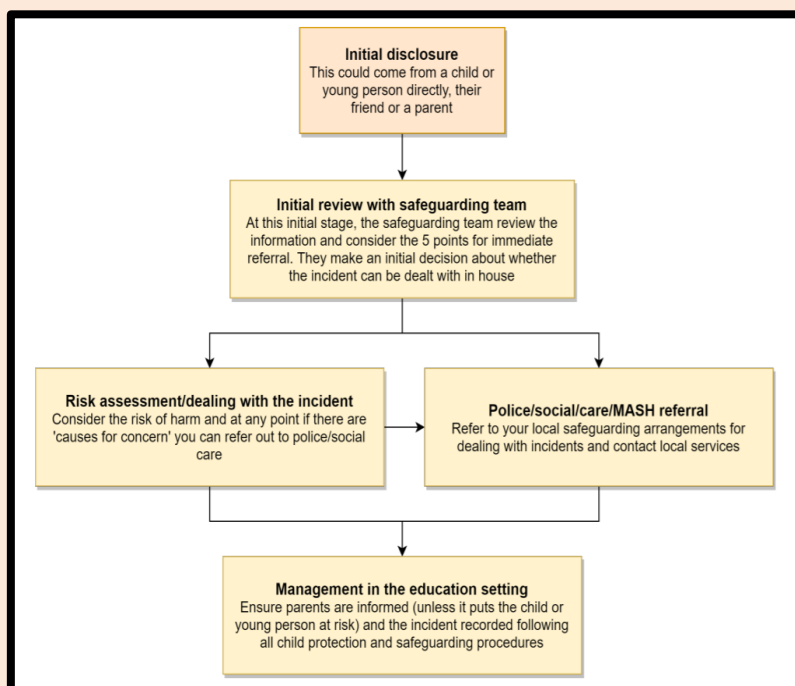 Initial disclosure
This could come from a child or
young person directly, their
friend or a parent
Initial review with safeguarding team
At this initial stage, the safeguarding team review the
information and consider the 5 points for immediate
referral. They make an initial decision about whether
the incident can be dealt with in house
Risk assessment/dealing with the incident
Consider the risk of harm and at any point if there are
'causes for concern' you can refer out to police/social
care
Police/social/care/MASH referral
Refer to your local safeguarding arrangements for
dealing with incidents and contact local services
Management in the education setting
Ensure parents are informed (unless it puts the child or
young person at risk) and the incident recorded following
all child protection and safeguarding procedures